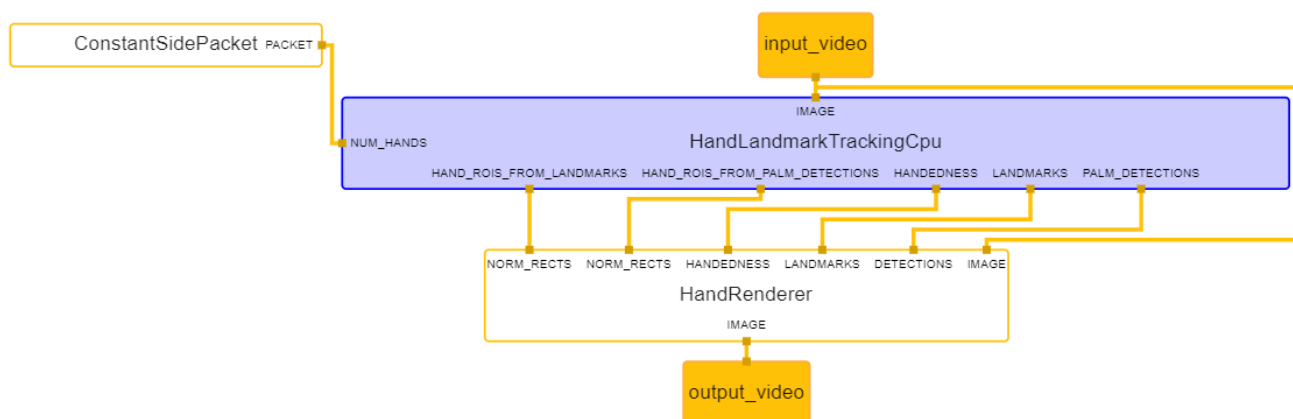 ConstantSidePacket PACKET
input_video
IMAGE
NUM_HANDS
HandLandmarkTrackingCpu
HAND_ROIS_FROM_LANDMARKS HAND_ROIS_FROM_PALM_DETECTIONS HANDEDNESS LANDMARKS PALM_DETECTIONS
NORM_RECTS NORM_RECTS HANDEDNESS LANDMARKS DETECTIONS IMAGE
HandRenderer
IMAGE
output_video